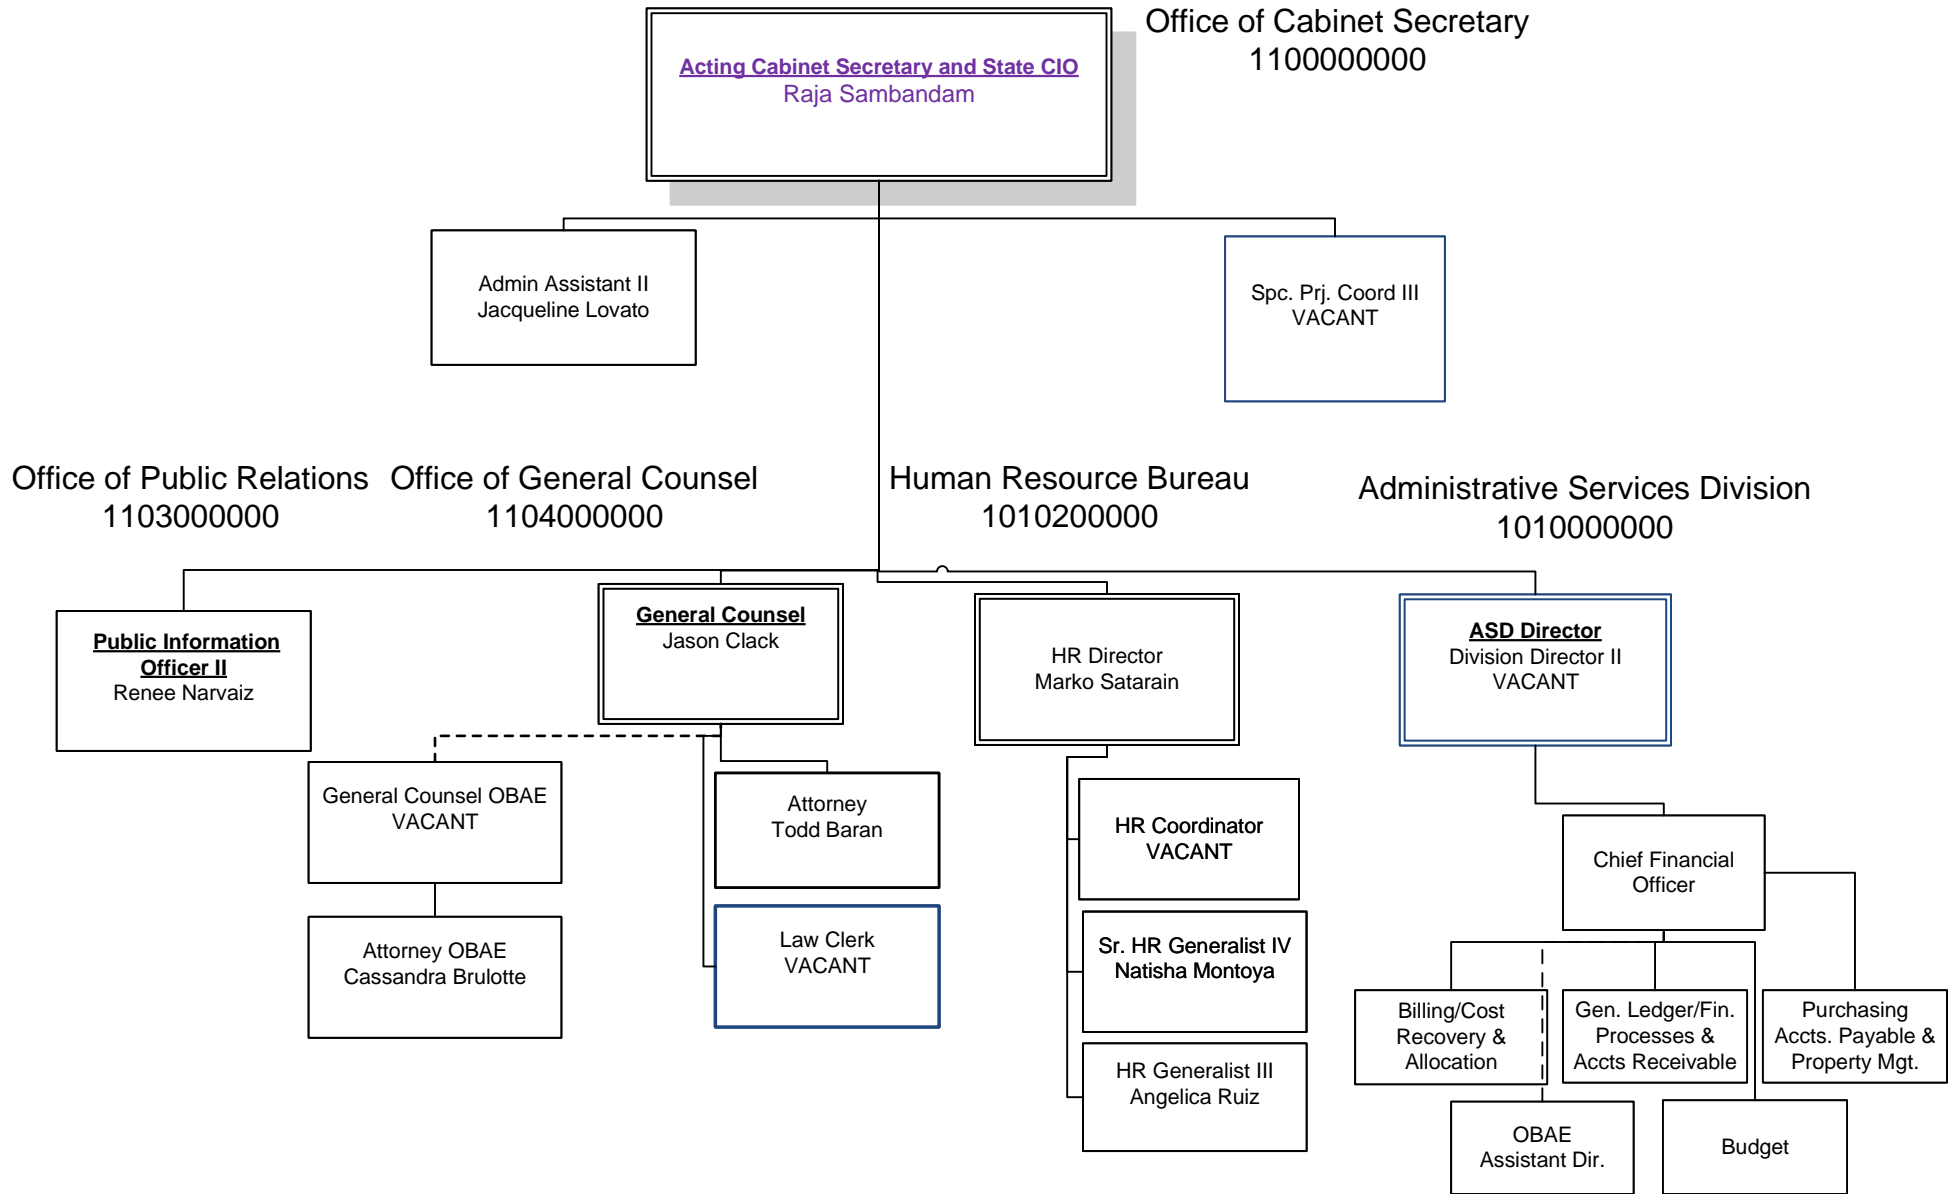 Office of Cabinet Secretary
1100000000
Acting Cabinet Secretary and State CIO
Raja Sambandam
Admin Assistant II
Jacqueline Lovato
Spc. Prj. Coord III
VACANT
Office of Public Relations
1103000000
Office of General Counsel
1104000000
Human Resource Bureau
1010200000
Administrative Services Division
1010000000
Public Information
Officer II
Renee Narvaiz
General Counsel
Jason Clack
HR Director
Marko Satarain
ASD Director
Division Director II
VACANT
General Counsel OBAE
VACANT
Attorney OBAE
Cassandra Brulotte
Attorney
Todd Baran
Law Clerk
VACANT
HR Coordinator
VACANT
Sr. HR Generalist IV
Natisha Montoya
HR Generalist III
Angelica Ruiz
Chief Financial
Officer
Billing/Cost
Recovery &
Allocation
Gen. Ledger/Fin.
Processes &
Accts Receivable
Purchasing
Accts. Payable &
Property Mgt.
OBAE
Assistant Dir.
Budget